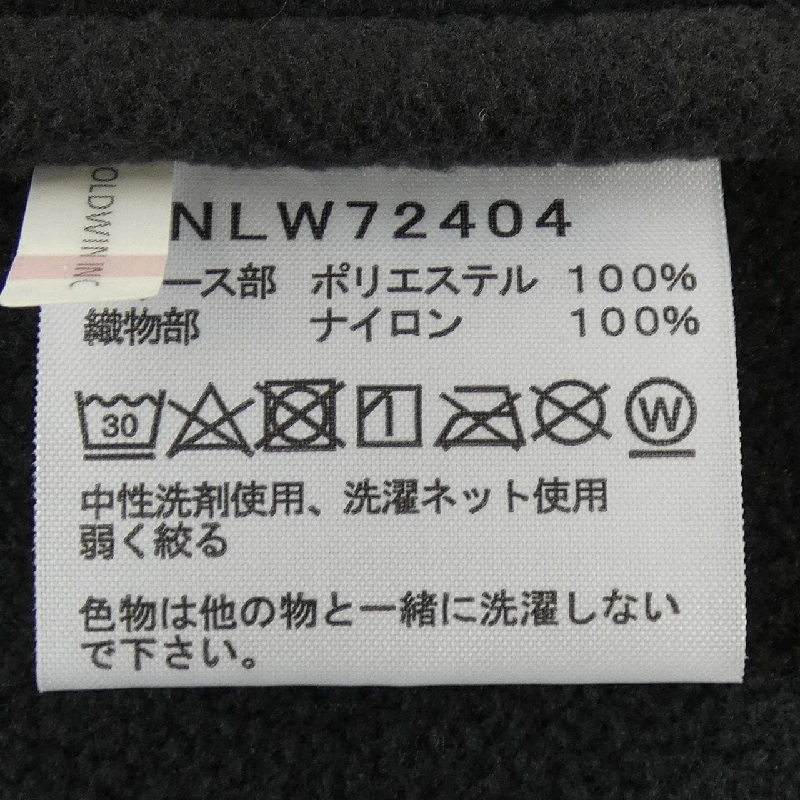 OLDWIN INC
NLW72404
ース部 ポリエステル 100%
織物部 ナイロン 100%
30
W
中性洗剤使用、洗濯ネット使用
弱く絞る
色物は他の物と一緒に洗濯しない
で下さい。